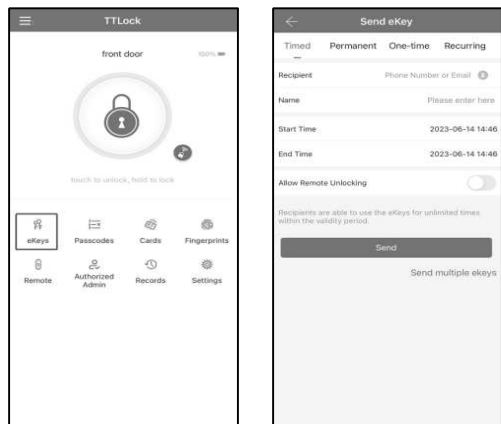 TTLock
front door
100%
touch to unlock, hold to lock
eKeys Passcodes Cards Fingerprints
Remote Authorized Admin Records Settings
Send eKey
Timed Permanent One-time Recurring
Recipient Phone Number or Email
Name Please enter here
Start Time 2023-06-14 14:46
End Time 2023-06-14 14:46
Allow Remote Unlocking
Recipients are able to use the eKeys for unlimited times
within the validity period.
Send
Send multiple ekeys